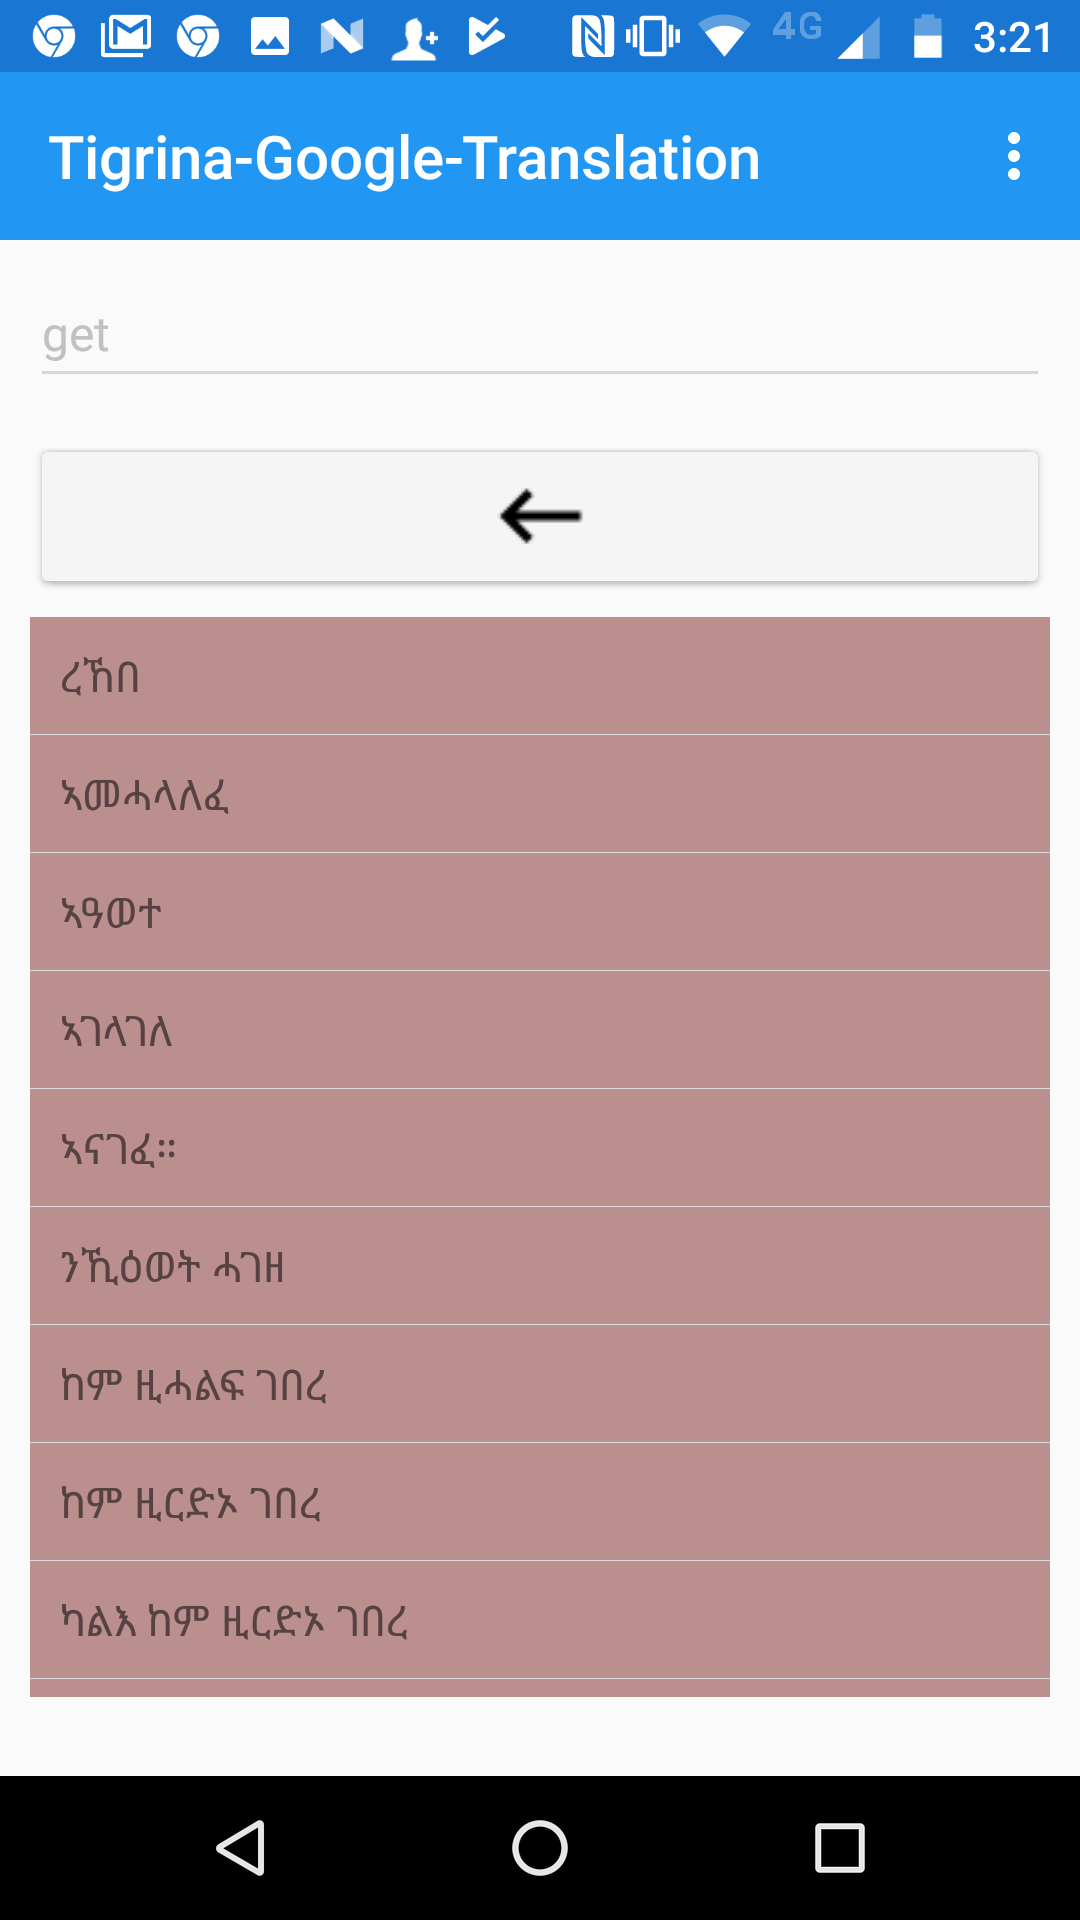 4G 3:21
Tigrina-Google-Translation
get
ረኸበ
ኣመሓላለፈ
ኣዓወተ
ኣገላገለ
ኣናገፈ።
ንኺዕወት ሓገዘ
ከም ዚሓልፍ ገበረ
ከም ዚርድኦ ገበረ
ካልእ ከም ዚርድኦ ገበረ